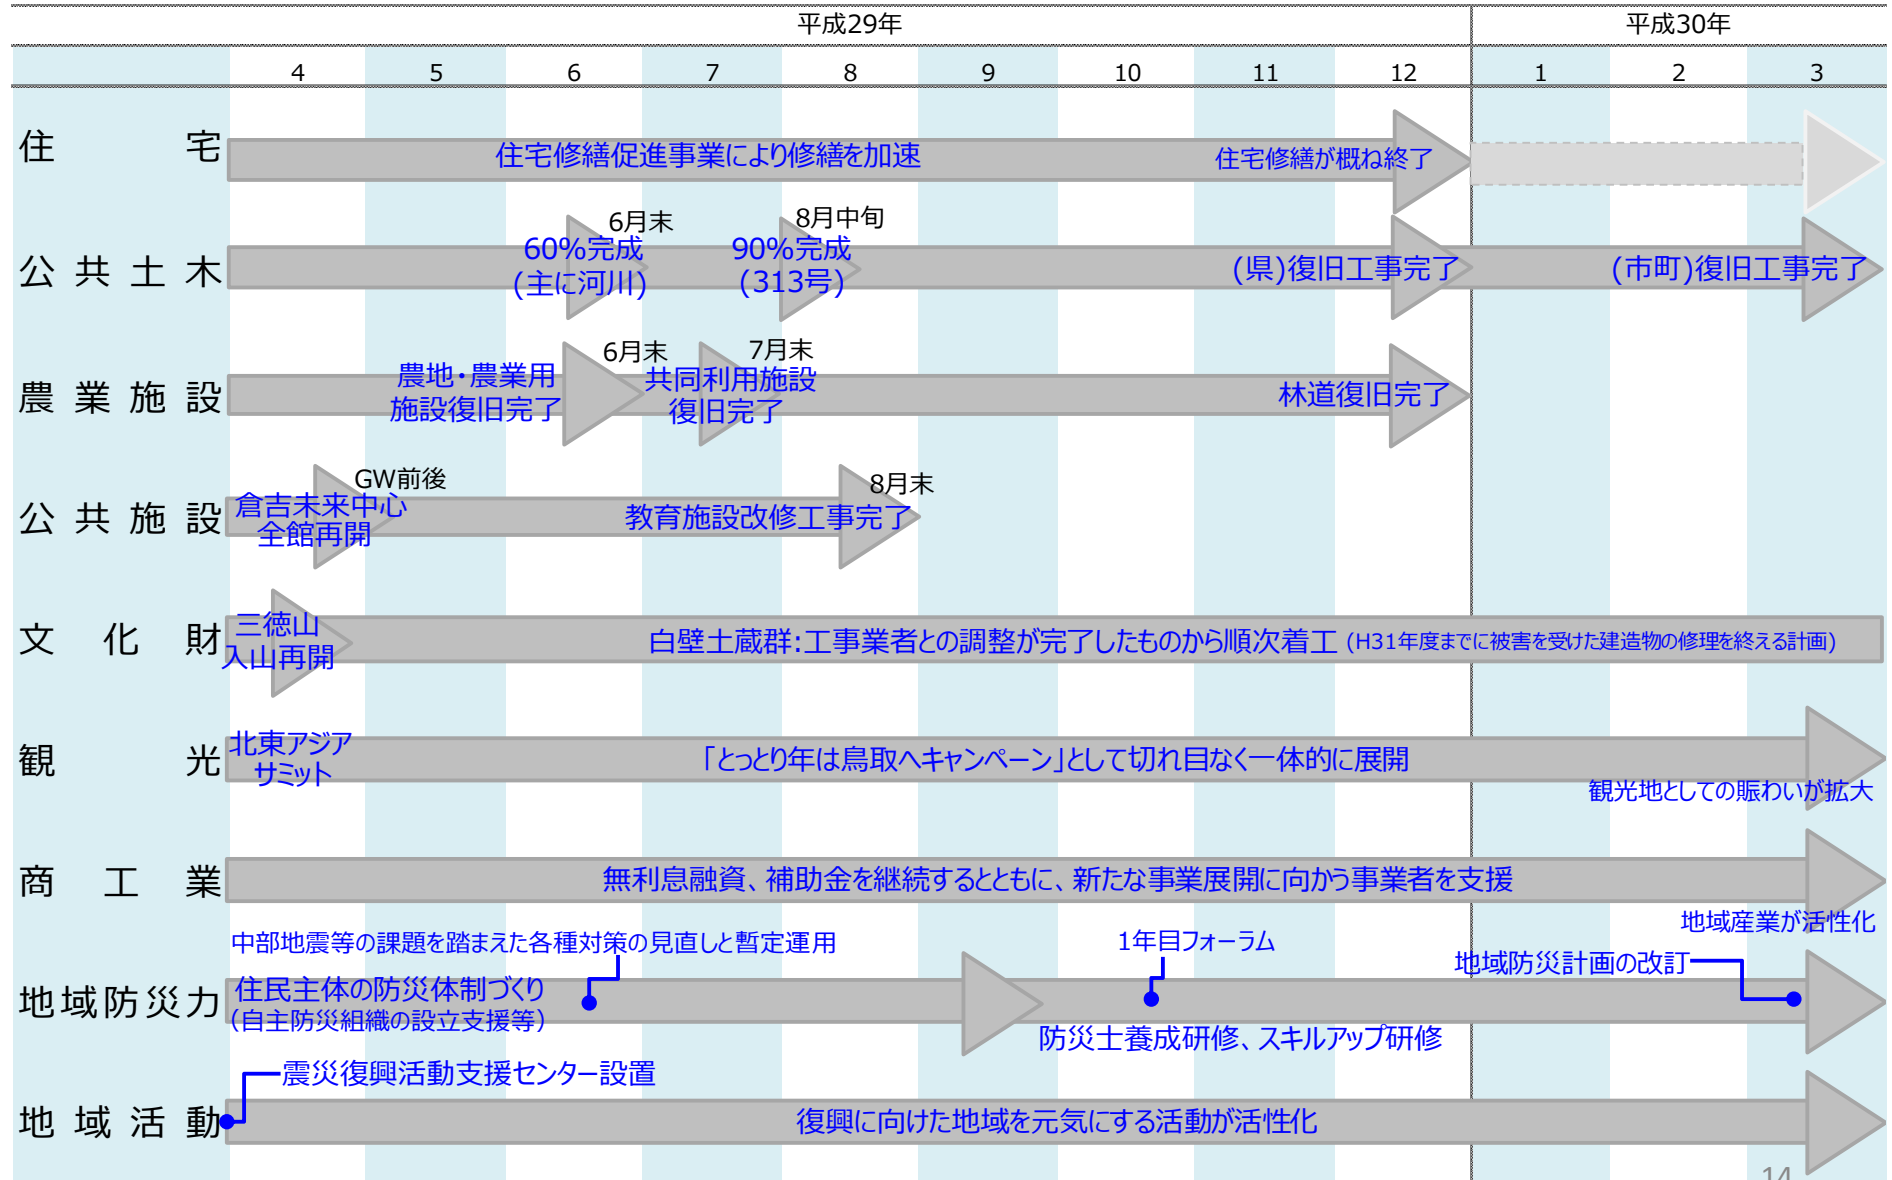 平成29年 平成30年
4 5 6 7 8 9 10 11 12 1 2 3
住宅
住宅修繕促進事業により修繕を加速
住宅修繕が概ね終了
公共土木
6月末
60%完成
(主に河川)
8月中旬
90%完成
(313号)
(県)復旧工事完了
(市町)復旧工事完了
農業施設
6月末
農地・農業用
施設復旧完了
7月末
共同利用施設
復旧完了
林道復旧完了
公共施設
GW前後
倉吉未来中心
全館再開
8月末
教育施設改修工事完了
文化財
三徳山
入山再開
白壁土蔵群:工事業者との調整が完了したものから順次着工 (H31年度までに被害を受けた建造物の修理を終える計画)
観光
北東アジア
サミット
「とっとり年は鳥取へキャンペーン」として切れ目なく一体的に展開
観光地としての賑わいが拡大
商工業
無利息融資、補助金を継続するとともに、新たな事業展開に向かう事業者を支援
地域産業が活性化
地域防災力
中部地震等の課題を踏まえた各種対策の見直しと暫定運用
住民主体の防災体制づくり
(自主防災組織の設立支援等)
1年目フォーラム
地域防災計画の改訂
防災士養成研修、スキルアップ研修
地域活動
震災復興活動支援センター設置
復興に向けた地域を元気にする活動が活性化
14